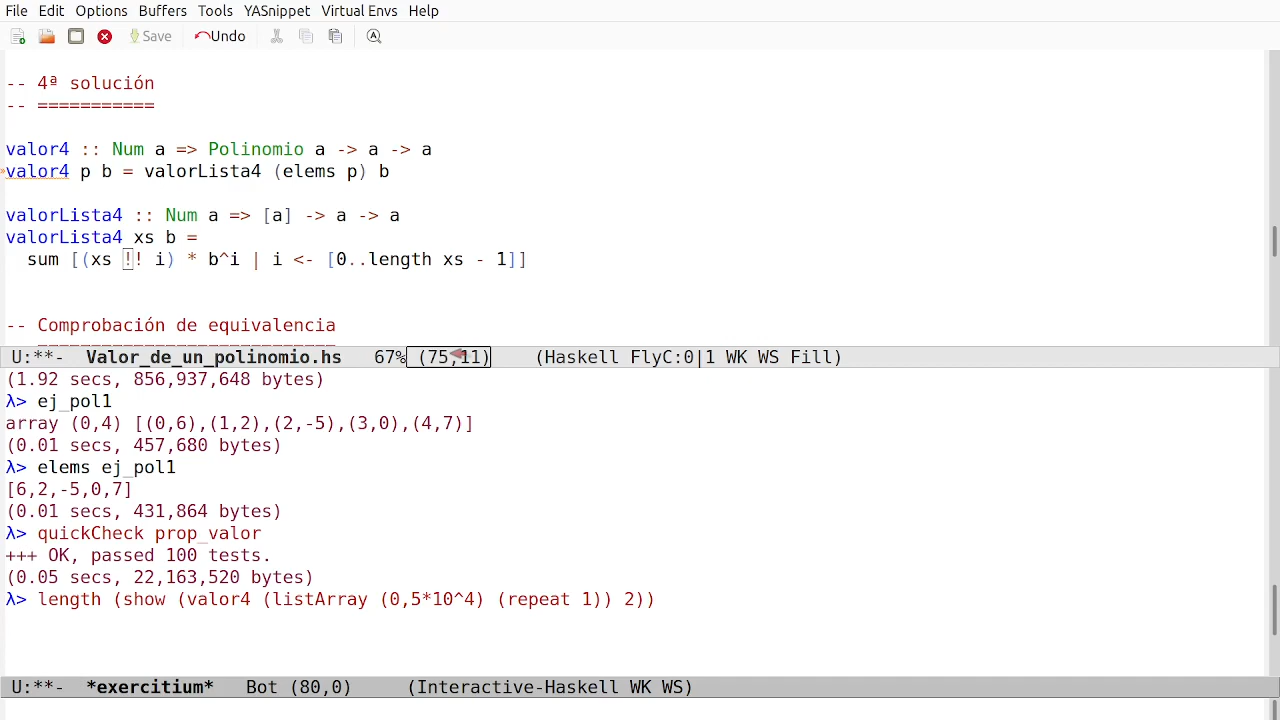 File Edit Options Buffers Tools YASnippet Virtual Envs Help
Save Undo
-- 4ª solución
-- ===========
valor4 :: Num a => Polinomio a -> a -> a
valor4 p b = valorLista4 (elems p) b
valorLista4 :: Num a => [a] -> a -> a
valorLista4 xs b =
  sum [(xs !! i) * b^i | i <- [0..length xs - 1]]
-- Comprobación de equivalencia
U:**-  Valor_de_un_polinomio.hs   67% (75,11)    (Haskell FlyC:0|1 WK WS Fill)
(1.92 secs, 856,937,648 bytes)
λ> ej_pol1
array (0,4) [(0,6),(1,2),(2,-5),(3,0),(4,7)]
(0.01 secs, 457,680 bytes)
λ> elems ej_pol1
[6,2,-5,0,7]
(0.01 secs, 431,864 bytes)
λ> quickCheck prop_valor
+++ OK, passed 100 tests.
(0.05 secs, 22,163,520 bytes)
λ> length (show (valor4 (listArray (0,5*10^4) (repeat 1)) 2))
U:**-  *exercitium*   Bot (80,0)     (Interactive-Haskell WK WS)